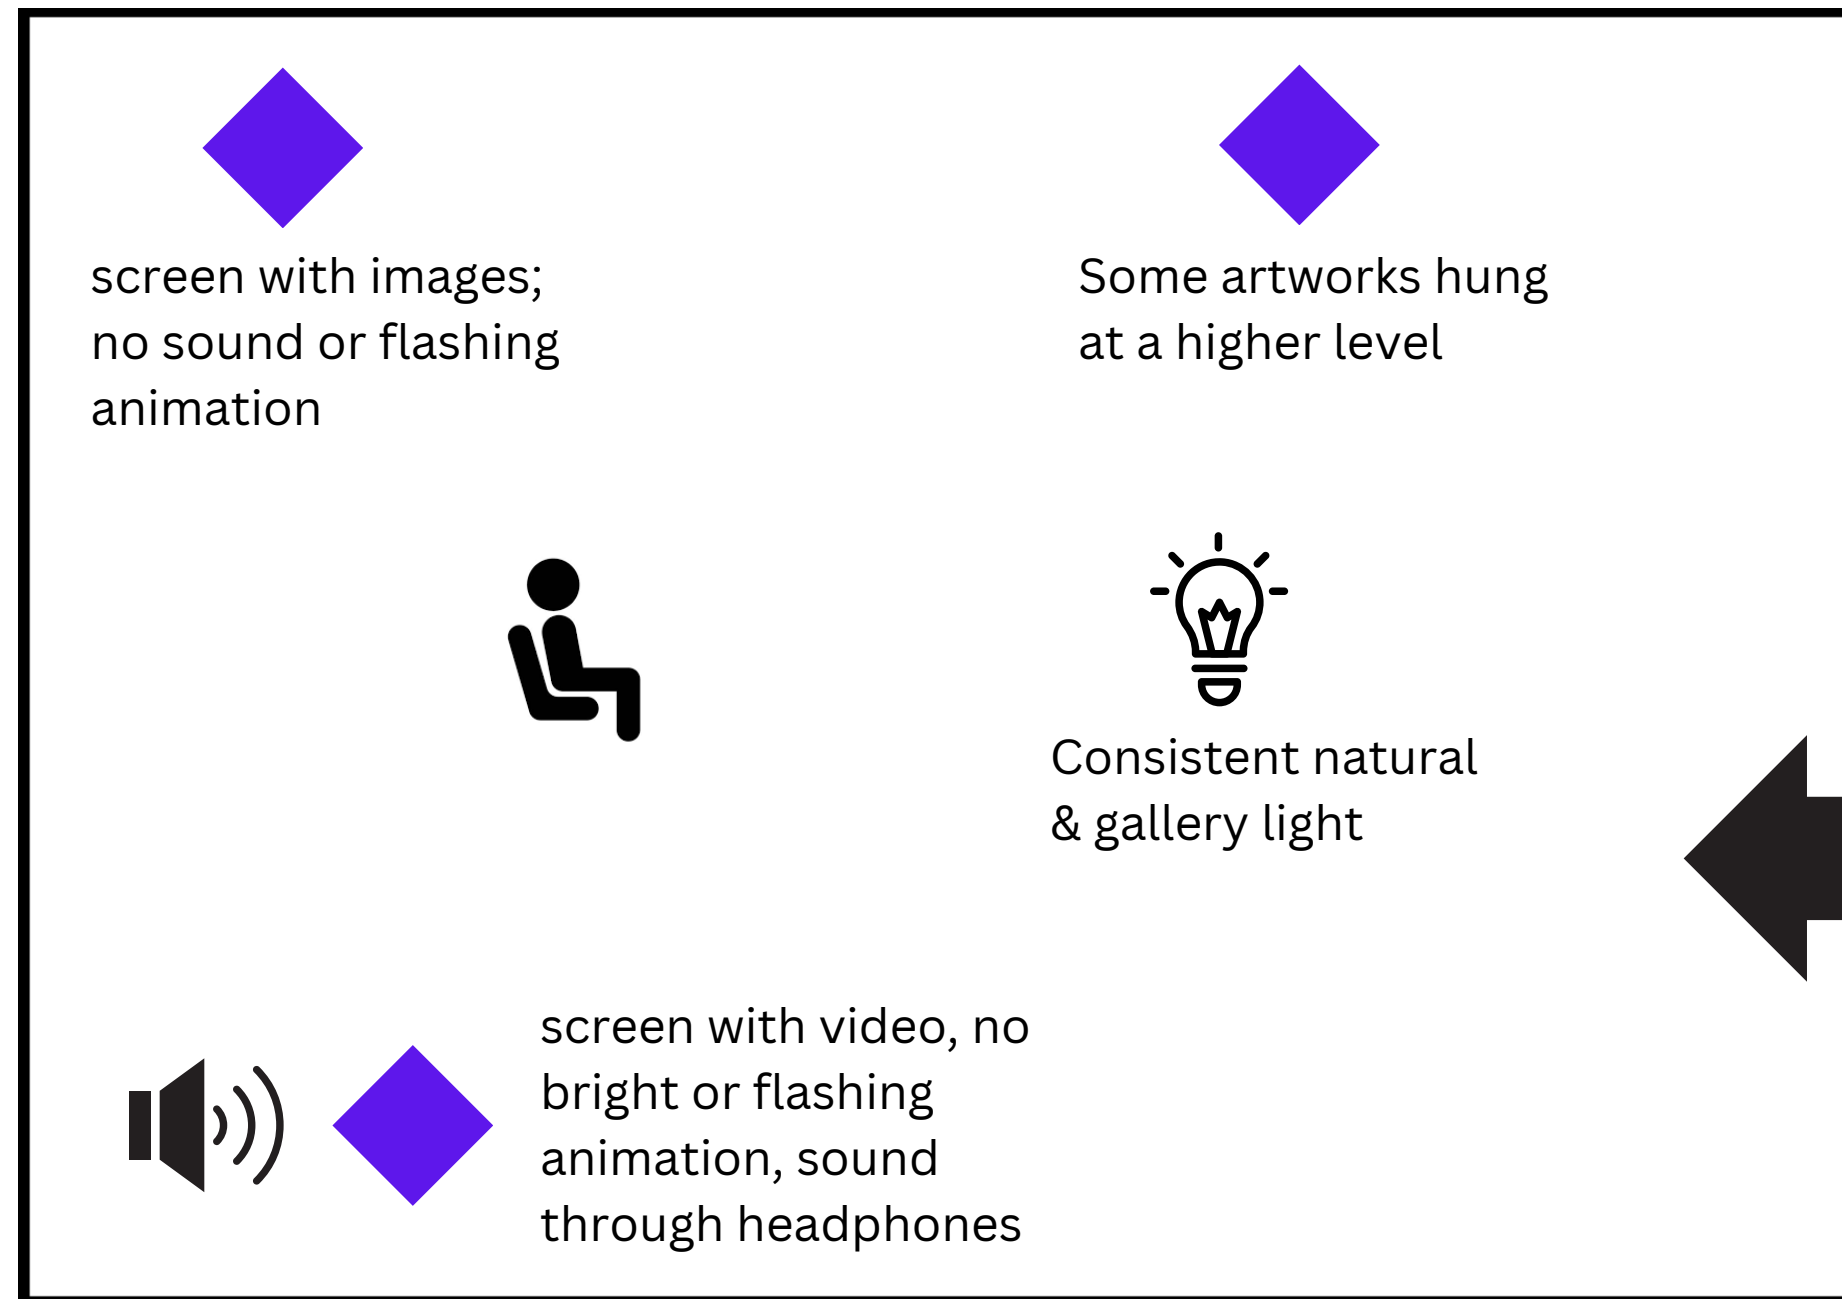 screen with images;
no sound or flashing
animation
Some artworks hung
at a higher level
Consistent natural
& gallery light
screen with video, no
bright or flashing
animation, sound
through headphones